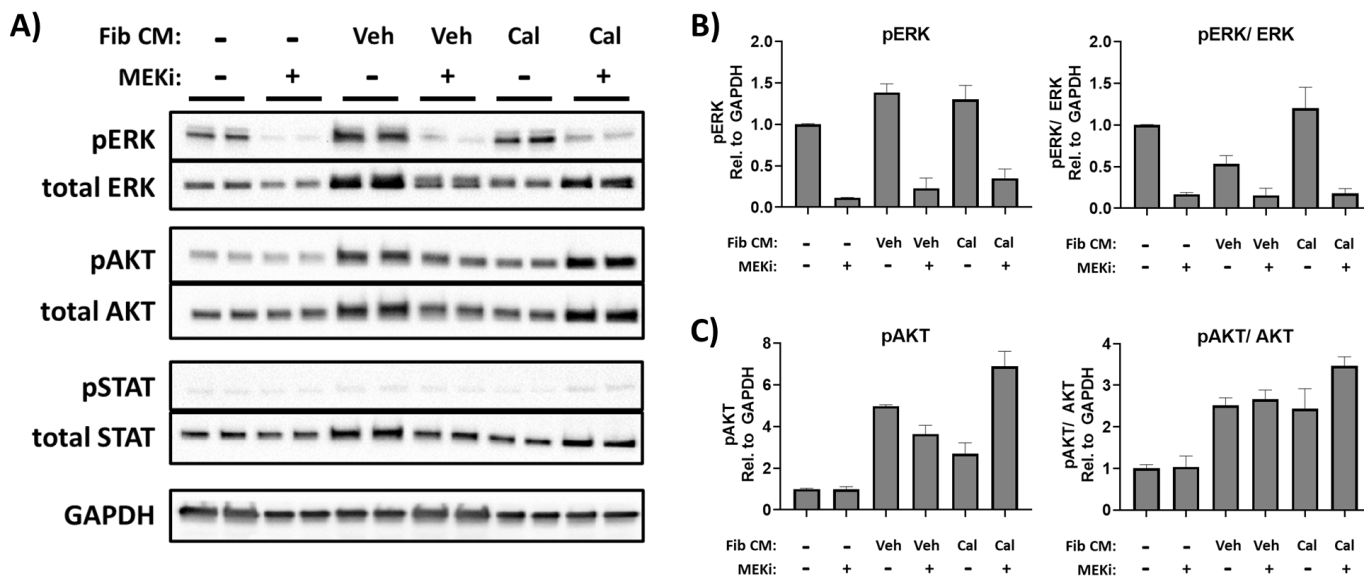 A)
Fib CM: - - Veh Veh Cal Cal
MEKi: - + - + - +
pERK
total ERK
pAKT
total AKT
pSTAT
total STAT
GAPDH
B)
pERK
pERK
Rel. to GAPDH
2.0
1.5
1.0
0.5
0.0
Fib CM: - - Veh Veh Cal Cal
MEKi: - + - + - +
pERK/ ERK
pERK/ ERK
Rel. to GAPDH
2.0
1.5
1.0
0.5
0.0
- - Veh Veh Cal Cal
- + - + - +
C)
pAKT
pAKT
Rel. to GAPDH
8
6
4
2
0
Fib CM: - - Veh Veh Cal Cal
MEKi: - + - + - +
pAKT/ AKT
pAKT/ AKT
Rel. to GAPDH
4
3
2
1
0
Fib CM: - - Veh Veh Cal Cal
MEKi: - + - + - +